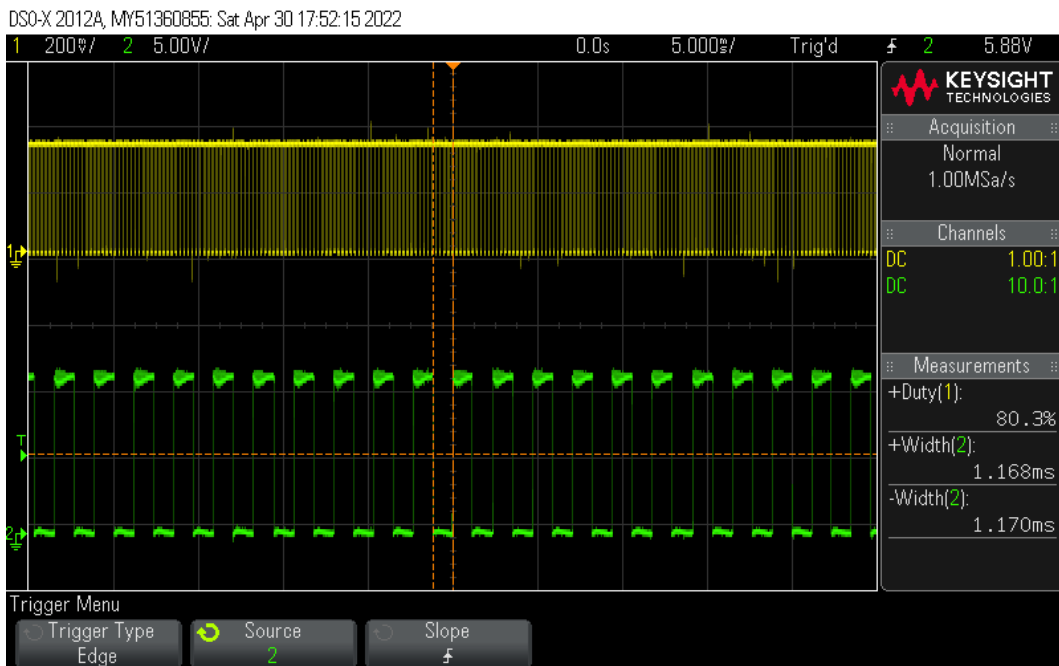 DSO-X 2012A, MY51360855: Sat Apr 30 17:52:15 2022
1 200mV/ 2 5.00V/ 0.0s 5.000ms/ Trig'd 2 5.88V
KEYSIGHT
TECHNOLOGIES
Acquisition
Normal
1.00MSa/s
Channels
DC 1.00:1
DC 10.0:1
Measurements
+Duty(1):
80.3%
+Width(2):
1.168ms
-Width(2):
1.170ms
1
T
2
Trigger Menu
Trigger Type Source Slope
Edge 2